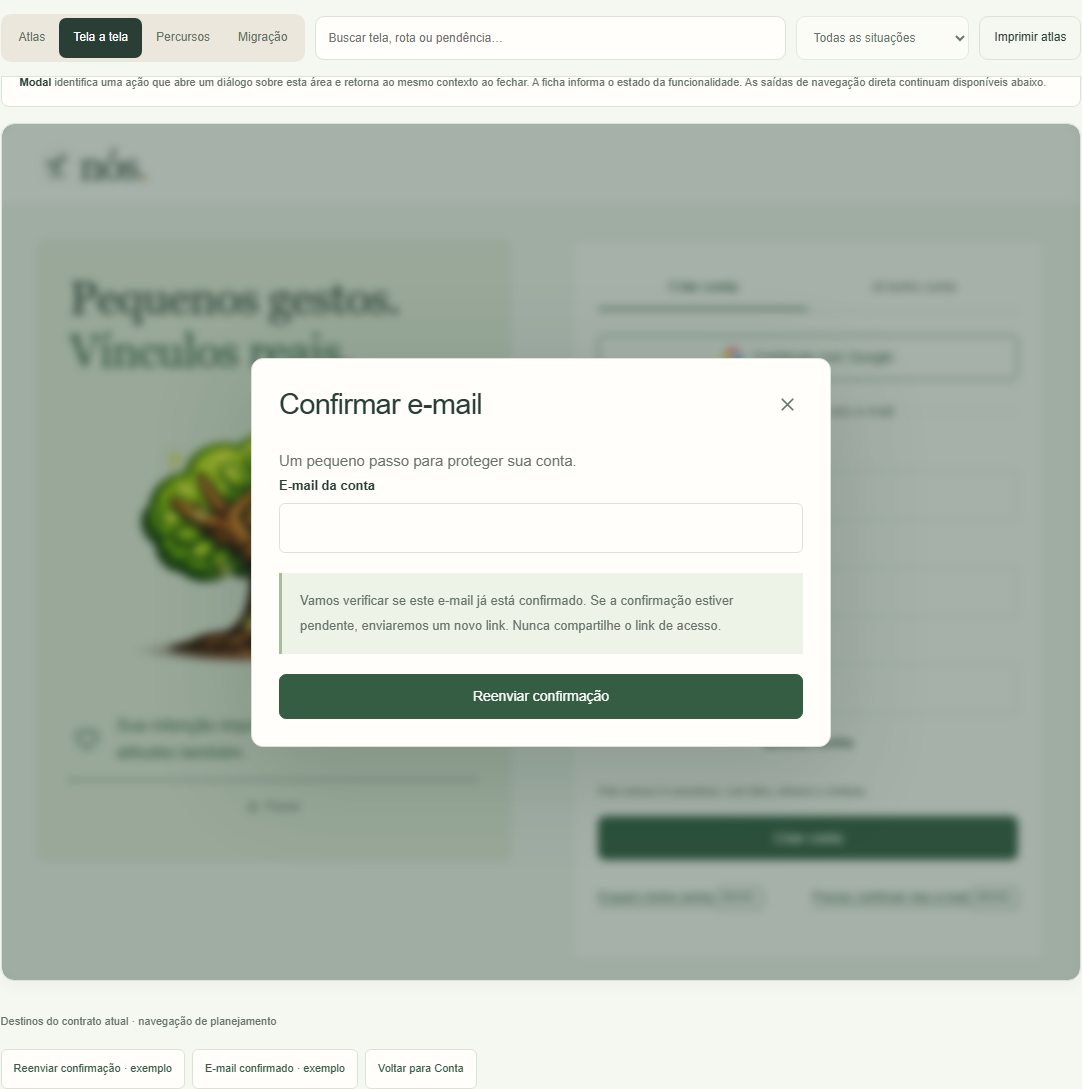 Atlas
Tela a tela
Percursos
Migração
Buscar tela, rota ou pendência…
Todas as situações
Imprimir atlas
Modal identifica uma ação que abre um diálogo sobre esta área e retorna ao mesmo contexto ao fechar. A ficha informa o estado da funcionalidade. As saídas de navegação direta continuam disponíveis abaixo.
nós.
Pequenos gestos.
Vínculos reais.
Criar conta
Confirmar e-mail
Um pequeno passo para proteger sua conta.
E-mail da conta
Vamos verificar se este e-mail já está confirmado. Se a confirmação estiver
pendente, enviaremos um novo link. Nunca compartilhe o link de acesso.
Reenviar confirmação
Criar conta
Destinos do contrato atual · navegação de planejamento
Reenviar confirmação · exemplo
E-mail confirmado · exemplo
Voltar para Conta